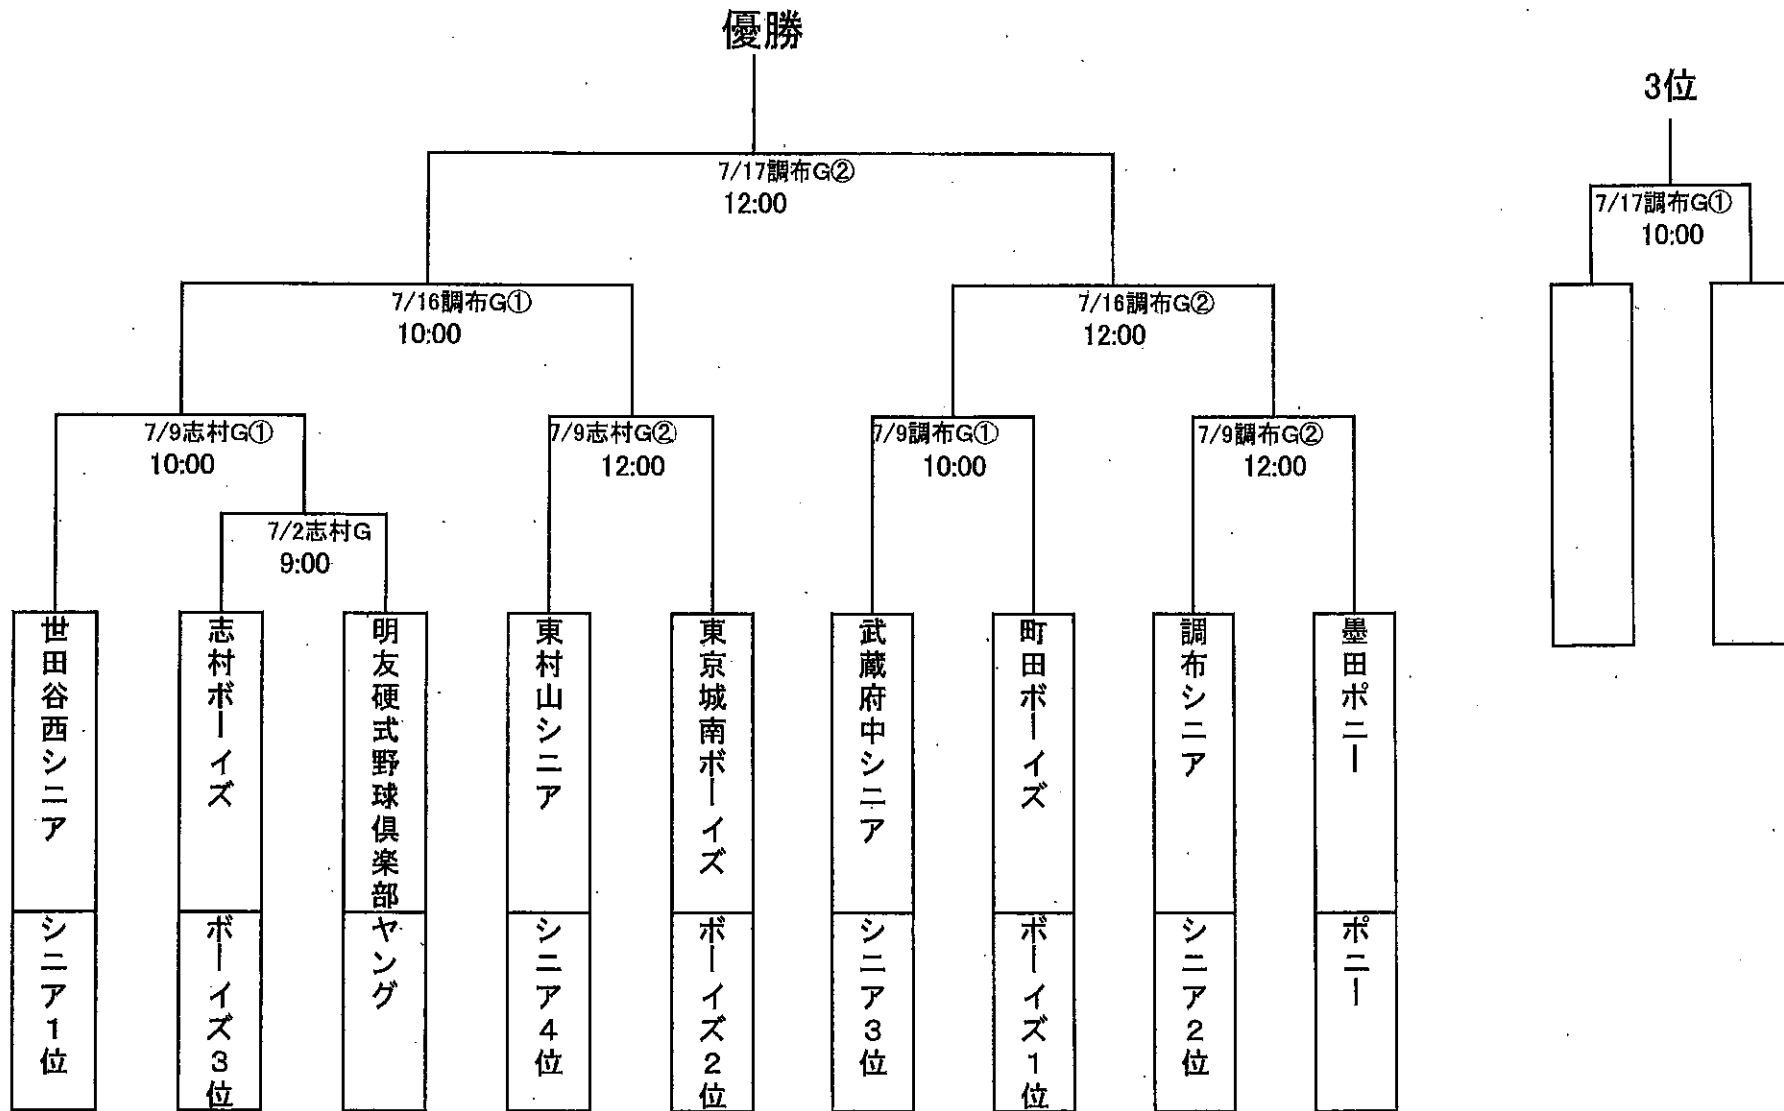 優勝
3位
7/17調布G②
12:00
7/17調布G①
10:00
7/16調布G①
10:00
7/16調布G②
12:00
7/9志村G①
10:00
7/9志村G②
12:00
7/9調布G①
10:00
7/9調布G②
12:00
7/2志村G
9:00
世田谷西シニア
志村ボーイズ
明友硬式野球倶楽部
東村山シニア
東京城南ボーイズ
武蔵府中シニア
町田ボーイズ
調布シニア
墨田ポニー
シニア1位
ボーイズ3位
ヤング
シニア4位
ボーイズ2位
シニア3位
ボーイズ1位
シニア2位
ポニー